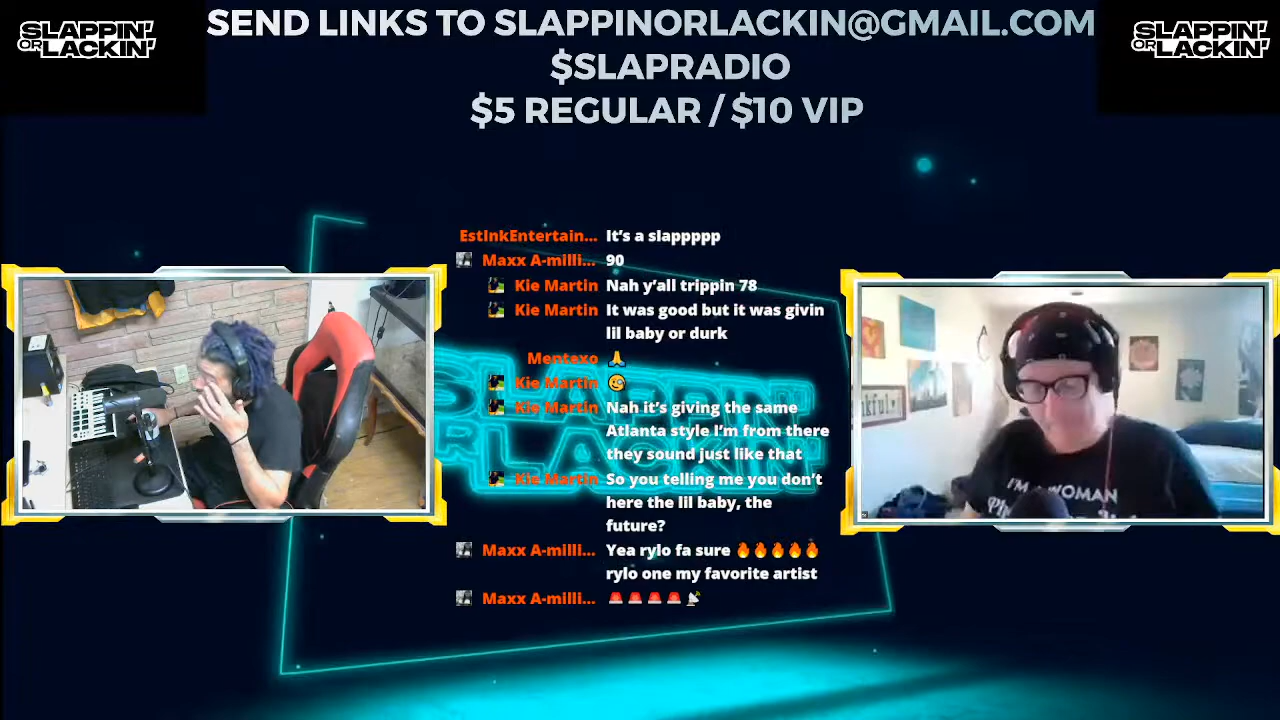 SLAPPIN'
OR LACKIN'
SEND LINKS TO SLAPPINORLACKIN@GMAIL.COM
$SLAPRADIO
$5 REGULAR / $10 VIP
SLAPPIN'
OR LACKIN'
EstInkEntertain... It's a slappppp
Maxx A-milli... 90
Kie Martin Nah y'all trippin 78
Kie Martin It was good but it was givin
lil baby or durk
Mentexo 🙏
Kie Martin 🧐
Kie Martin Nah it's giving the same
Atlanta style I'm from there
they sound just like that
Kie Martin So you telling me you don't
here the lil baby, the
future?
Maxx A-milli... Yea rylo fa sure 🔥🔥🔥🔥🔥
rylo one my favorite artist
Maxx A-milli... 🚨🚨🚨🚨📡
SLAPPIN'
OR LACKIN'
WOMAN